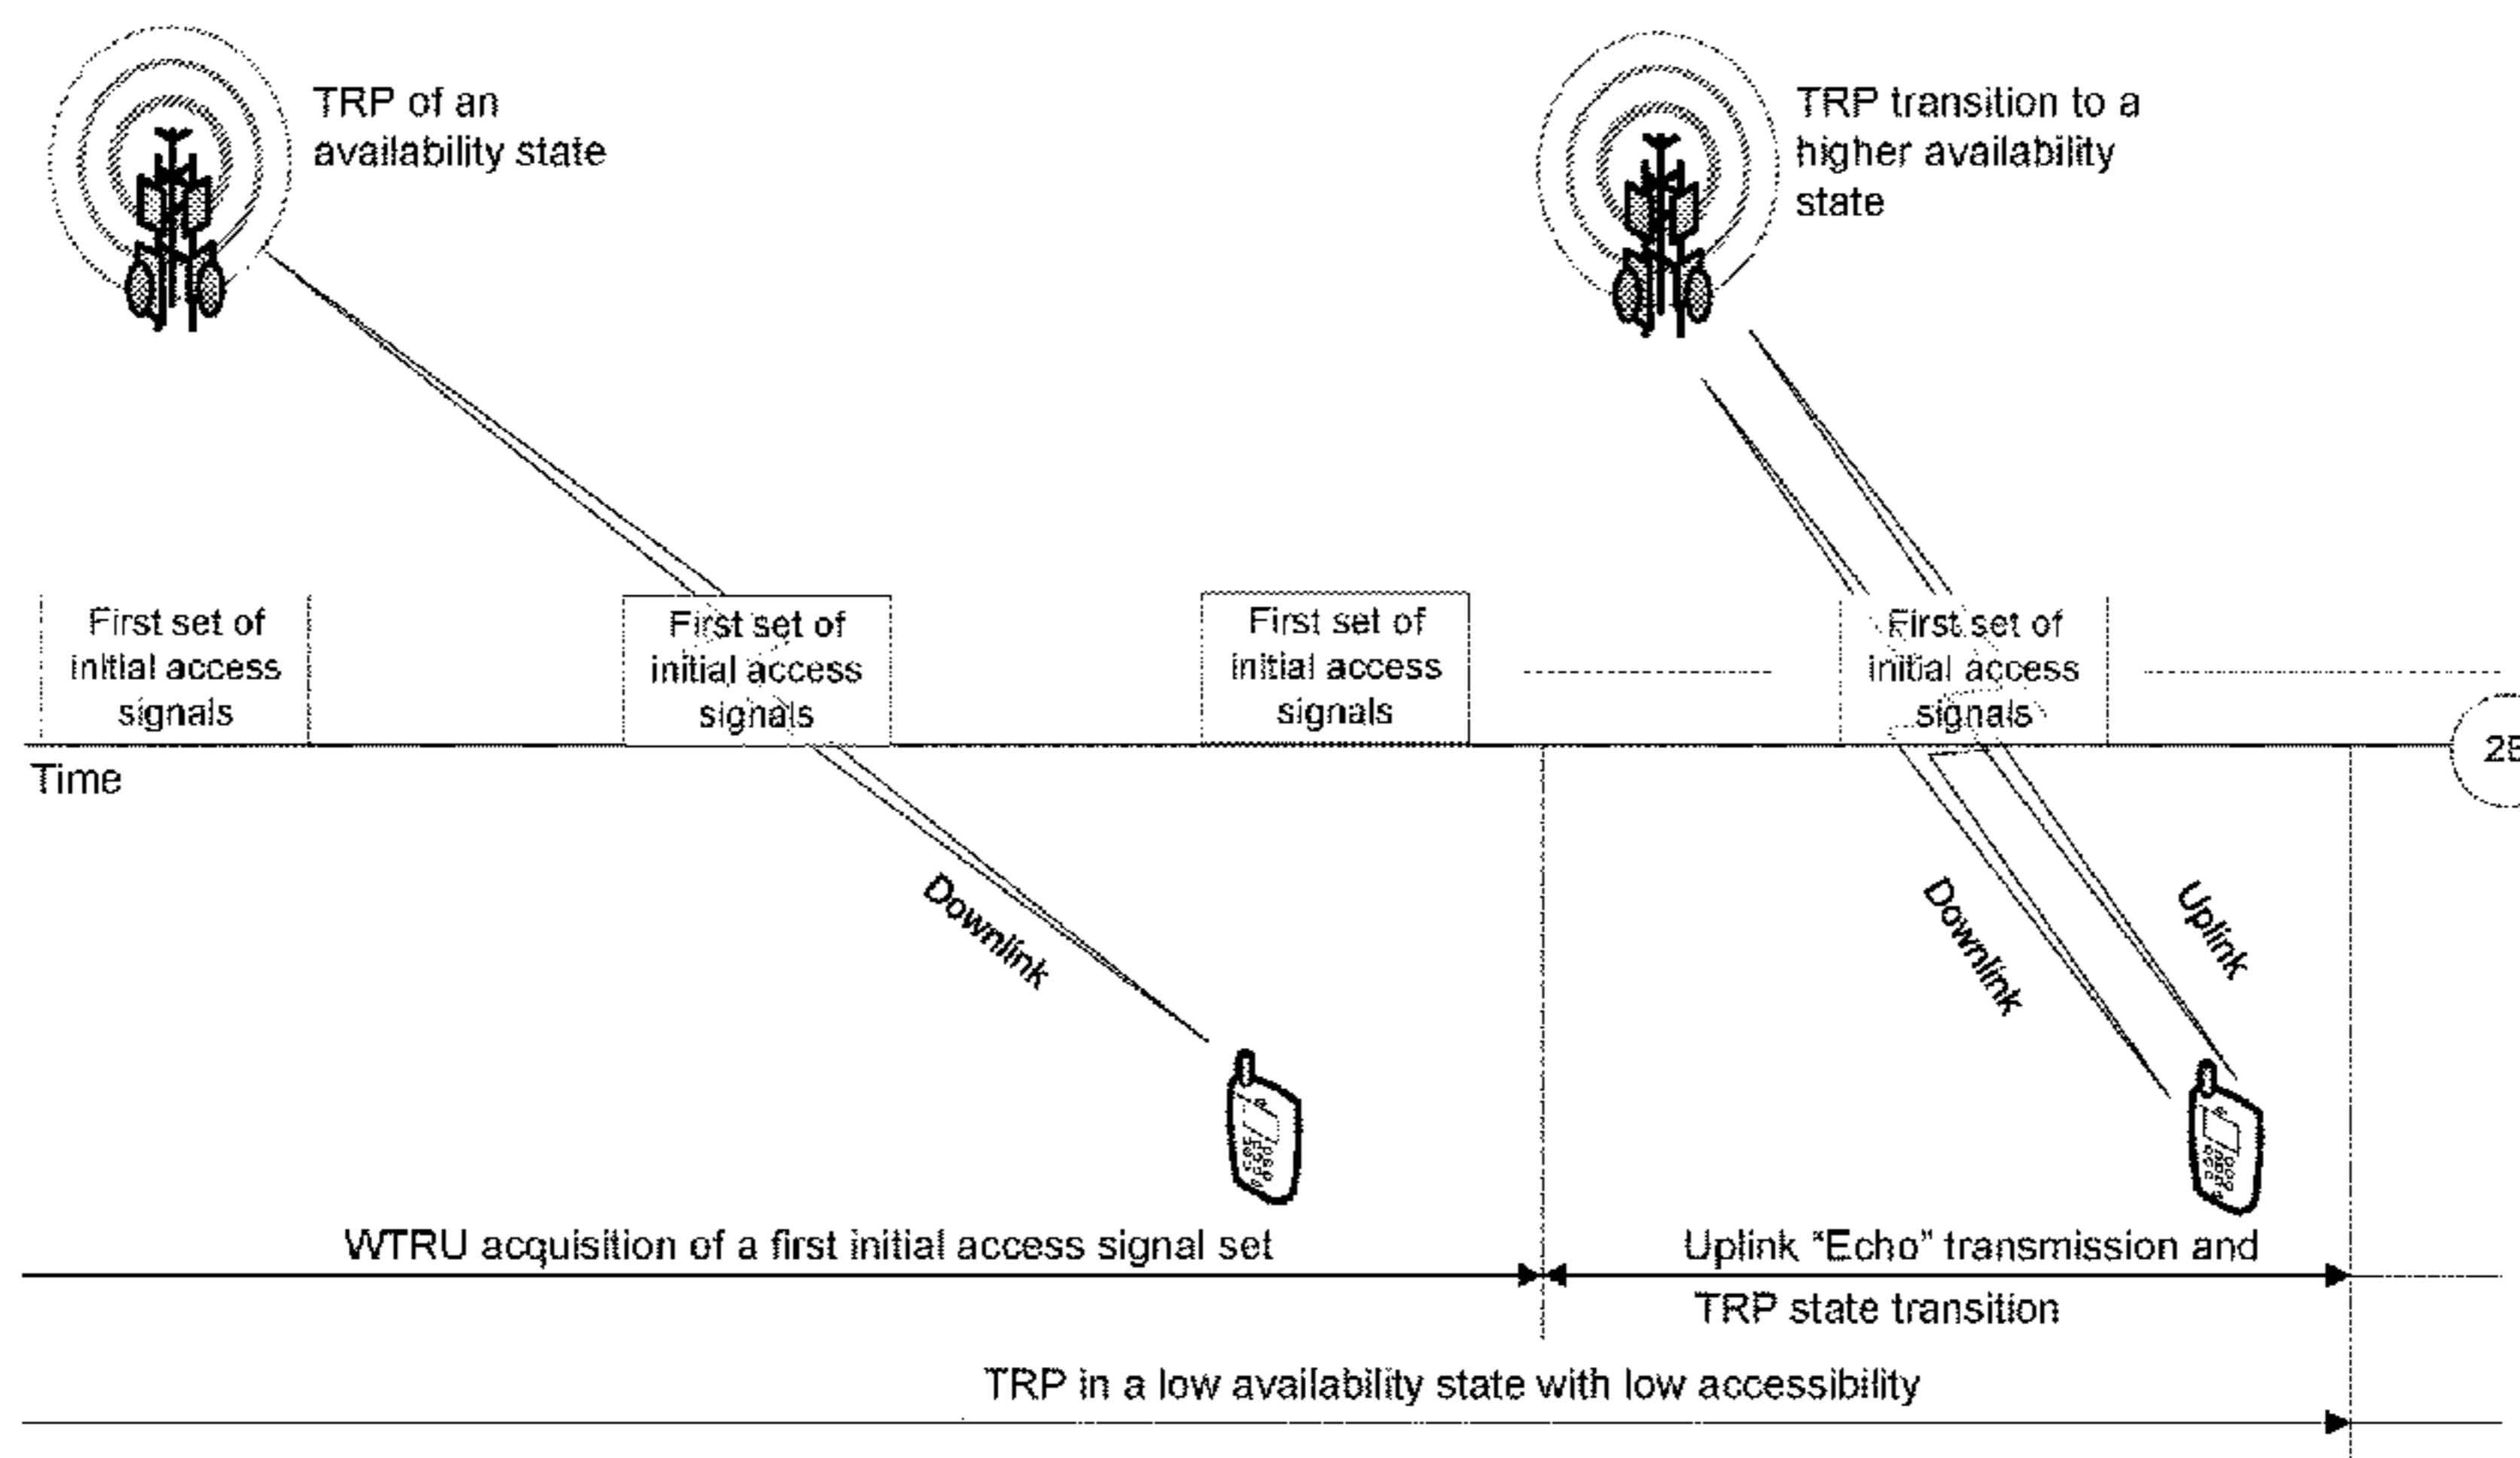 TRP of an
availability state
TRP transition to a
higher availability
state
First set of
initial access
signals
First set of
initial access
signals
First set of
initial access
signals
First set of
initial access
signals
Time
Downlink
Downlink
Uplink
WTRU acquisition of a first initial access signal set
Uplink "Echo" transmission and
TRP state transition
TRP in a low availability state with low accessibility